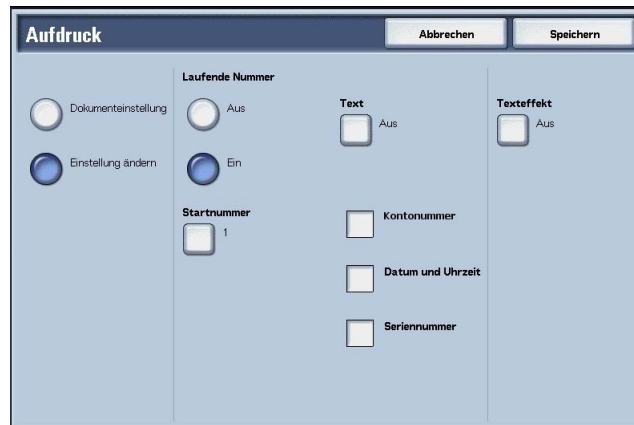 Aufdruck
Abbrechen
Speichern
Dokumenteinstellung
Einstellung ändern
Laufende Nummer
Aus
Ein
Startnummer
1
Text
Aus
Kontonummer
Datum und Uhrzeit
Seriennummer
Texteffekt
Aus